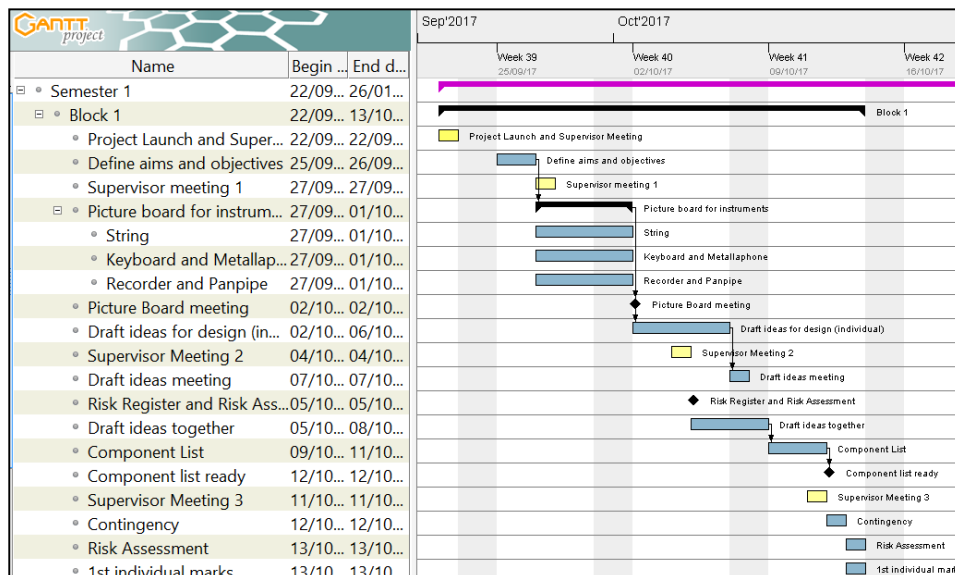 GANTT
project
Sep'2017 Oct'2017
Week 39 Week 40 Week 41 Week 42
25/09/17 02/10/17 09/10/17 16/10/17
Name Begin ... End d...
Semester 1 22/09... 26/01...
Block 1 22/09... 13/10... Block 1
Project Launch and Super... 22/09... 22/09... Project Launch and Supervisor Meeting
Define aims and objectives 25/09... 26/09... Define aims and objectives
Supervisor meeting 1 27/09... 27/09... Supervisor meeting 1
Picture board for instrum... 27/09... 01/10... Picture board for instruments
String 27/09... 01/10... String
Keyboard and Metallap... 27/09... 01/10... Keyboard and Metallaphone
Recorder and Panpipe 27/09... 01/10... Recorder and Panpipe
Picture Board meeting 02/10... 02/10... Picture Board meeting
Draft ideas for design (in... 02/10... 06/10... Draft ideas for design (individual)
Supervisor Meeting 2 04/10... 04/10... Supervisor Meeting 2
Draft ideas meeting 07/10... 07/10... Draft ideas meeting
Risk Register and Risk Ass... 05/10... 05/10... Risk Register and Risk Assessment
Draft ideas together 05/10... 08/10... Draft ideas together
Component List 09/10... 11/10... Component List
Component list ready 12/10... 12/10... Component list ready
Supervisor Meeting 3 11/10... 11/10... Supervisor Meeting 3
Contingency 12/10... 12/10... Contingency
Risk Assessment 13/10... 13/10... Risk Assessment
1st individual marks 13/10... 13/10... 1st individual mark